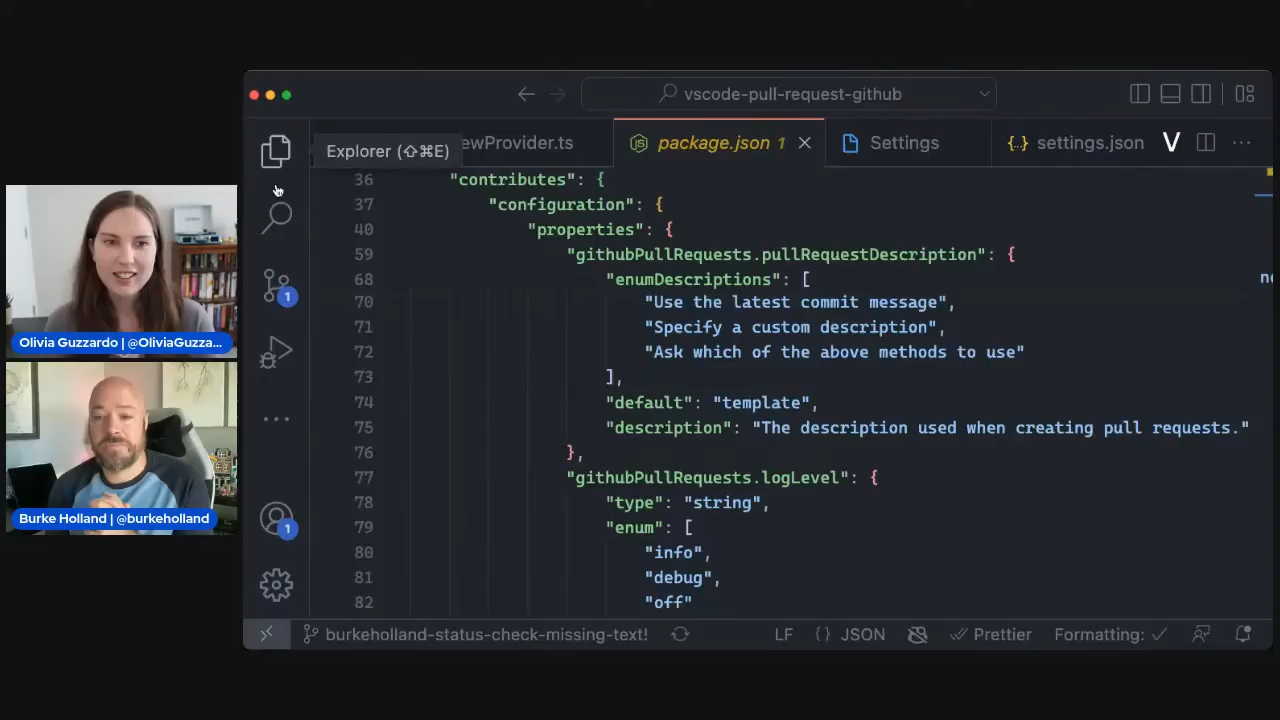 vscode-pull-request-github
Explorer (⇧⌘E)
ewProvider.ts
package.json 1
Settings
{..} settings.json
V
36 "contributes": {
37 "configuration": {
40 "properties": {
59 "githubPullRequests.pullRequestDescription": {
68 "enumDescriptions": [
70 "Use the latest commit message",
71 "Specify a custom description",
72 "Ask which of the above methods to use"
73 ],
74 "default": "template",
75 "description": "The description used when creating pull requests."
76 },
77 "githubPullRequests.logLevel": {
78 "type": "string",
79 "enum": [
80 "info",
81 "debug",
82 "off"
1
1
Olivia Guzzardo | @OliviaGuzza...
Burke Holland | @burkeholland
burkeholland-status-check-missing-text!
LF
{} JSON
Prettier
Formatting: